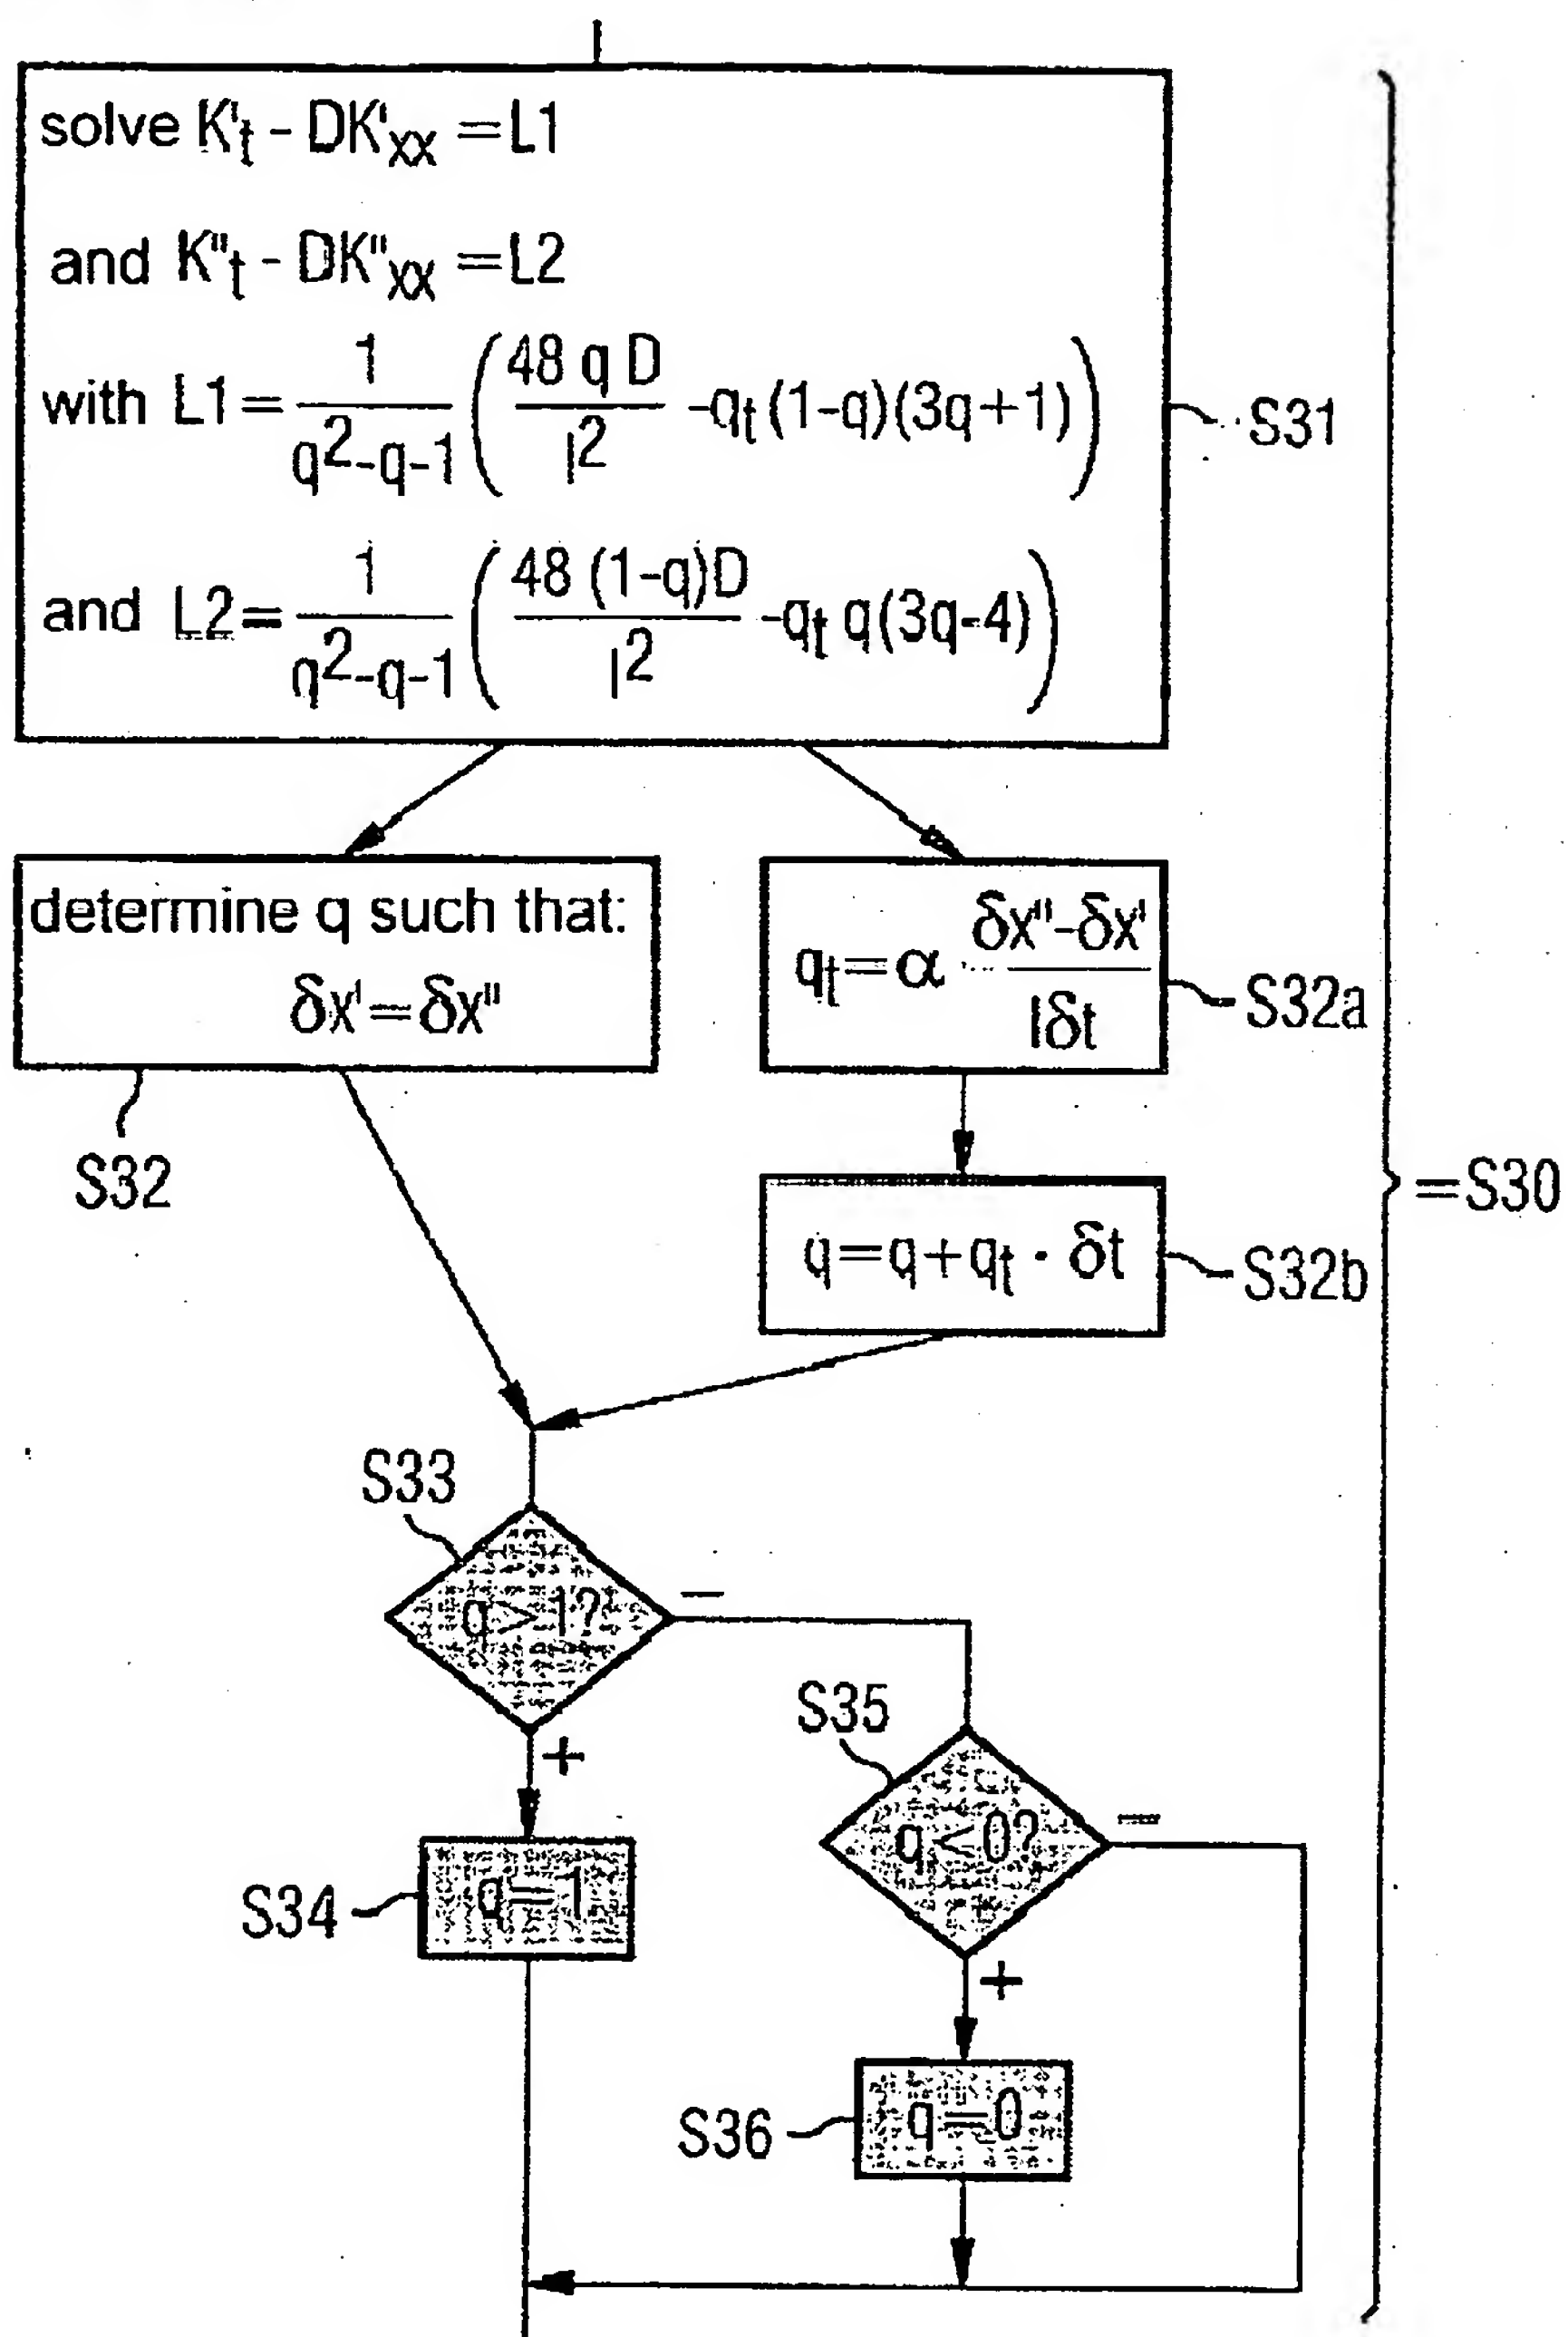 solve K't - DK'xx = L1
and K"t - DK"xx = L2
with L1 = 1/(q²-q-1) (48 q D/l² - qt (1-q)(3q+1))
S31
and L2 = 1/(q²-q-1) (48 (1-q)D/l² - qt q(3q-4))
determine q such that:
δx' = δx"
S32
qt = α · (δx"-δx')/(lδt)
S32a
=S30
q = q + qt · δt
S32b
S33
q > 1?
−
+
S35
q < 0?
−
S34
q = 1
+
S36
q = 0